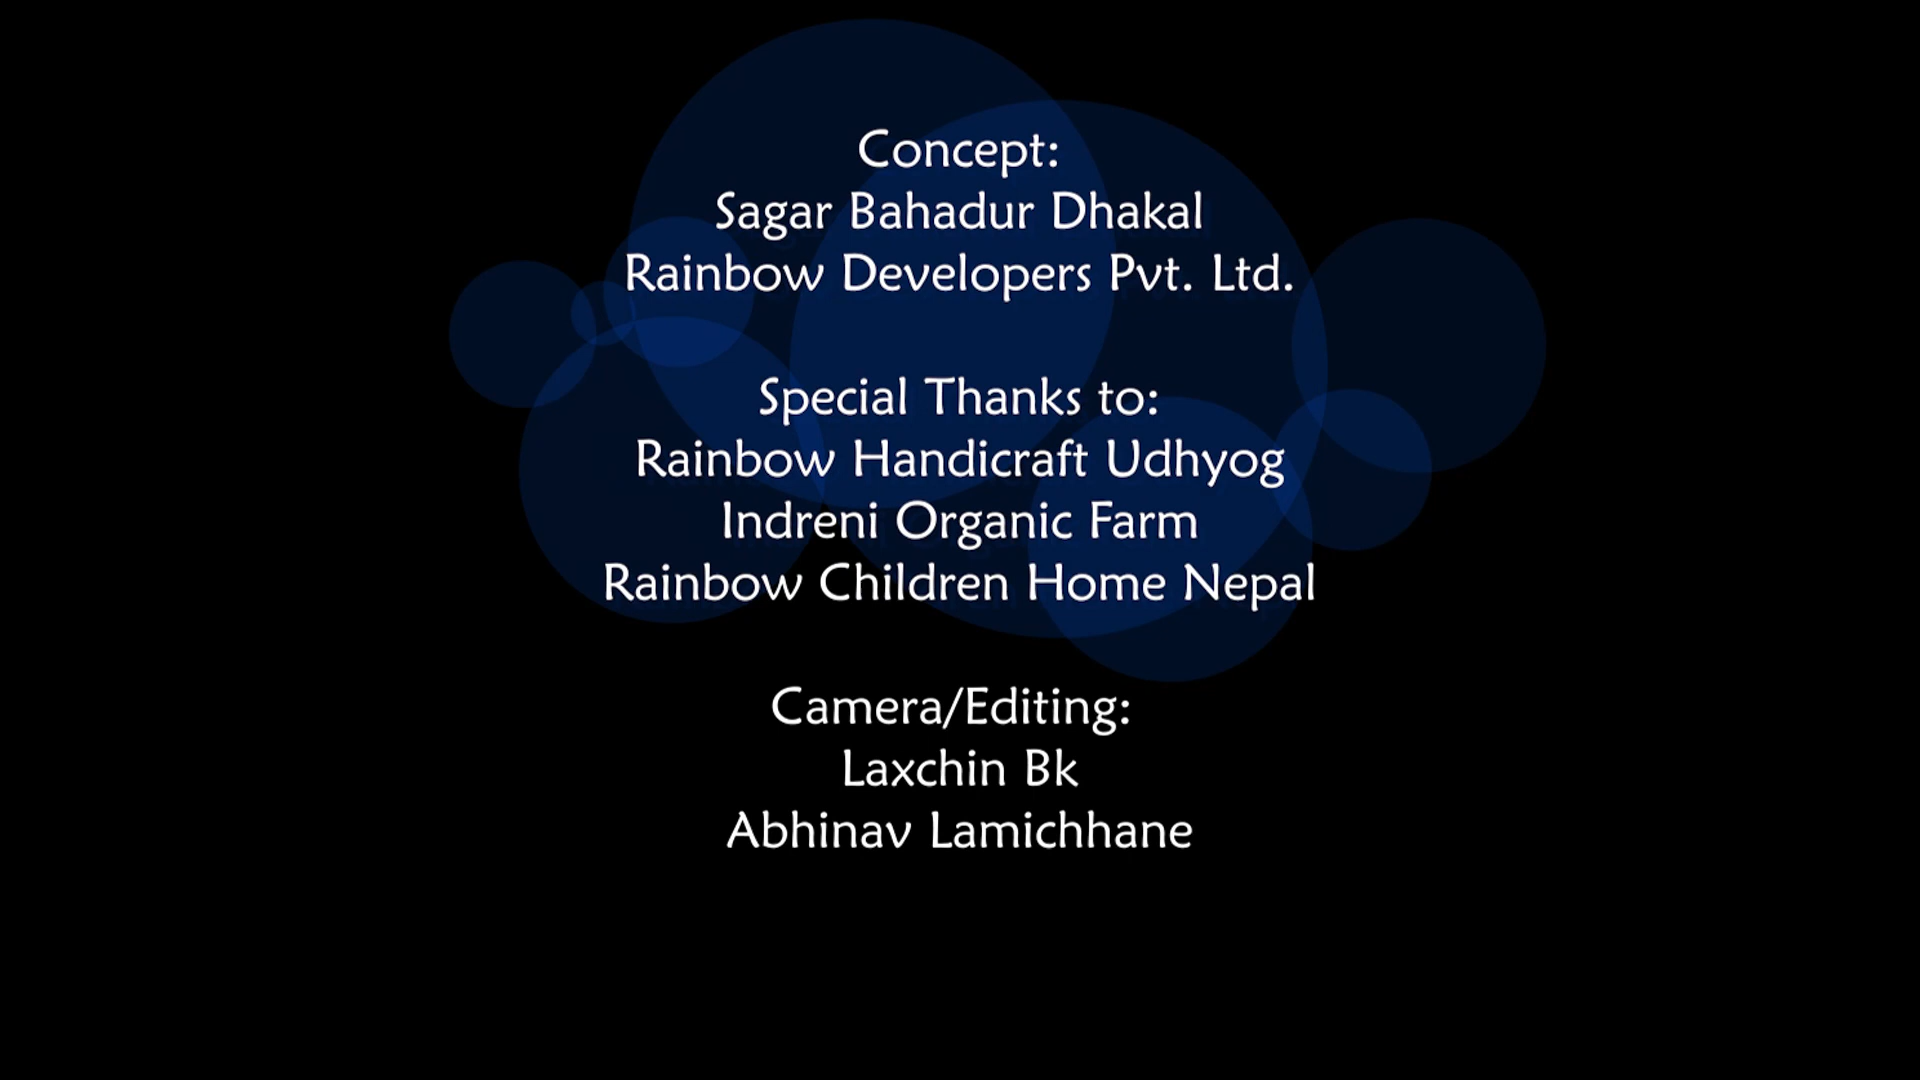 Concept:
Sagar Bahadur Dhakal
Rainbow Developers Pvt. Ltd.
Special Thanks to:
Rainbow Handicraft Udhyog
Indreni Organic Farm
Rainbow Children Home Nepal
Camera/Editing:
Laxchin Bk
Abhinav Lamichhane